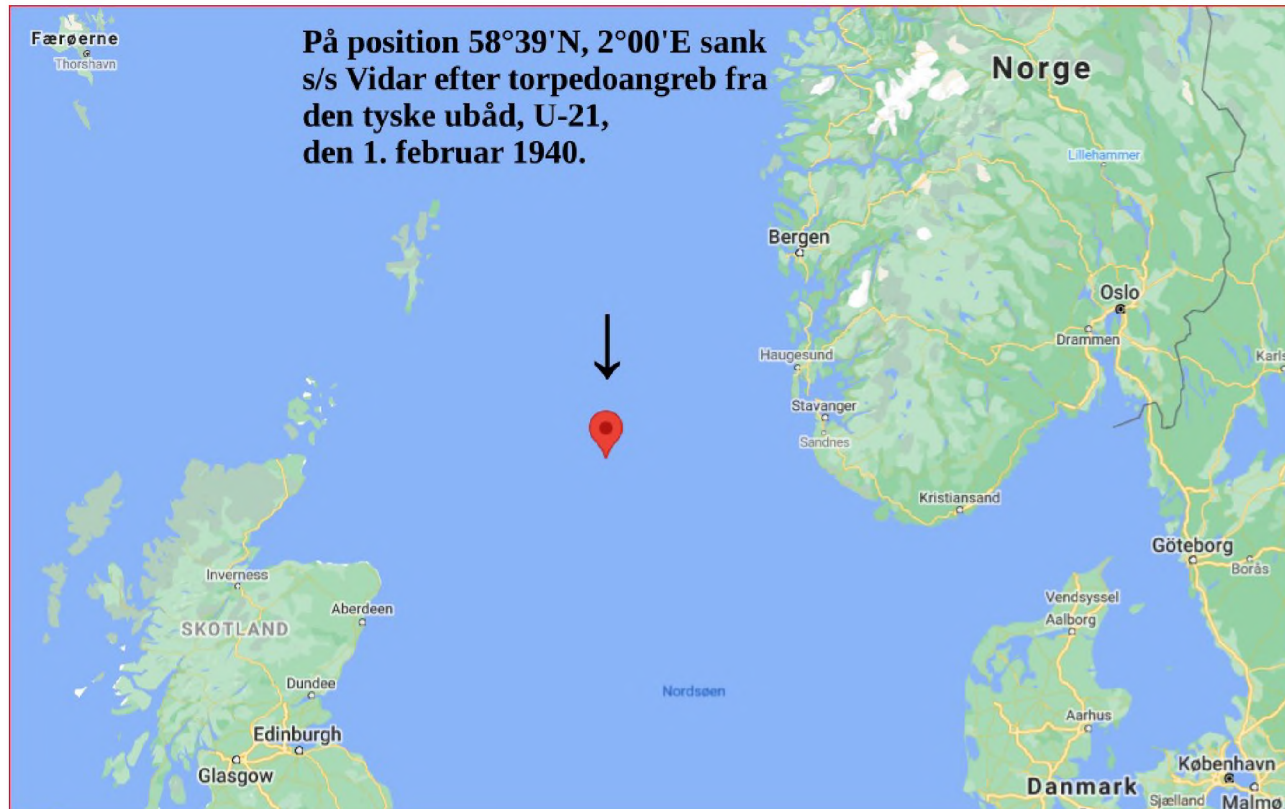 På position 58°39'N, 2°00'E sank
s/s Vidar efter torpedoangreb fra
den tyske ubåd, U-21,
den 1. februar 1940.
Færøerne
Thorshavn
Norge
Lillehammer
Bergen
Oslo
Drammen
Haugesund
Karls
Stavanger
Sandnes
Kristiansand
Göteborg
Borås
Inverness
Aberdeen
SKOTLAND
Vendsyssel
Aalborg
Dundee
Nordsøen
Aarhus
Edinburgh
Glasgow
København
Danmark
Sjælland
Malmø